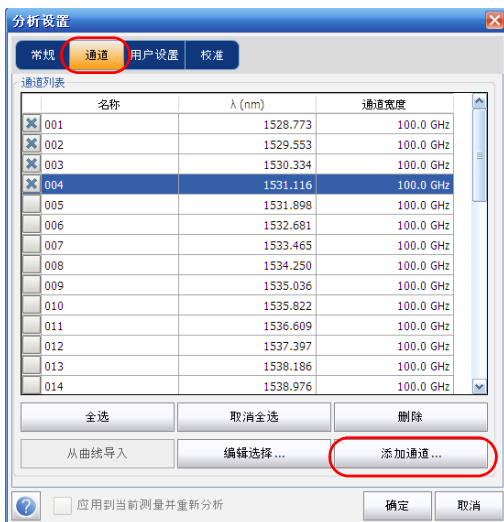 分析设置
常规 通道 用户设置 校准
通道列表
名称 λ (nm) 通道宽度
001 1528.773 100.0 GHz
002 1529.553 100.0 GHz
003 1530.334 100.0 GHz
004 1531.116 100.0 GHz
005 1531.898 100.0 GHz
006 1532.681 100.0 GHz
007 1533.465 100.0 GHz
008 1534.250 100.0 GHz
009 1535.036 100.0 GHz
010 1535.822 100.0 GHz
011 1536.609 100.0 GHz
012 1537.397 100.0 GHz
013 1538.186 100.0 GHz
014 1538.976 100.0 GHz
全选 取消全选 删除
从曲线导入 编辑选择... 添加通道...
? 应用到当前测量并重新分析 确定 取消